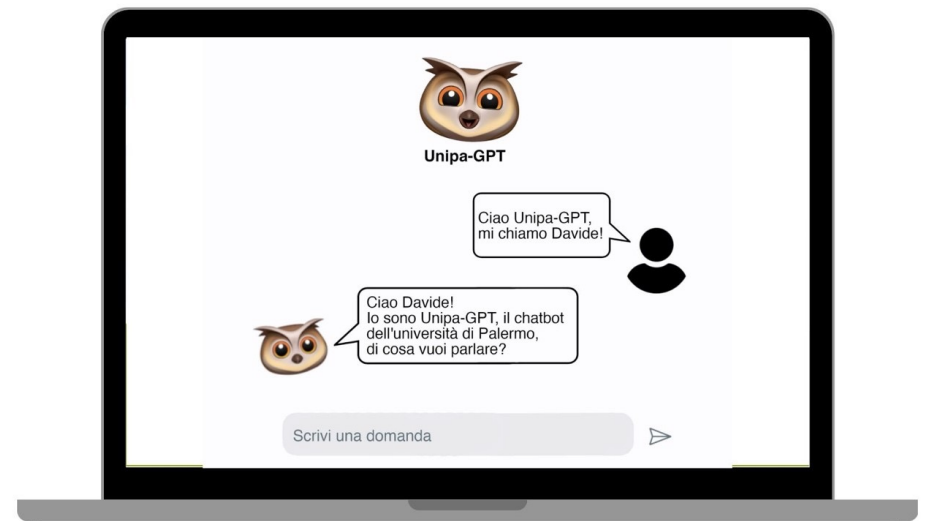 Unipa-GPT
Ciao Unipa-GPT,
mi chiamo Davide!
Ciao Davide!
Io sono Unipa-GPT, il chatbot
dell'università di Palermo,
di cosa vuoi parlare?
Scrivi una domanda